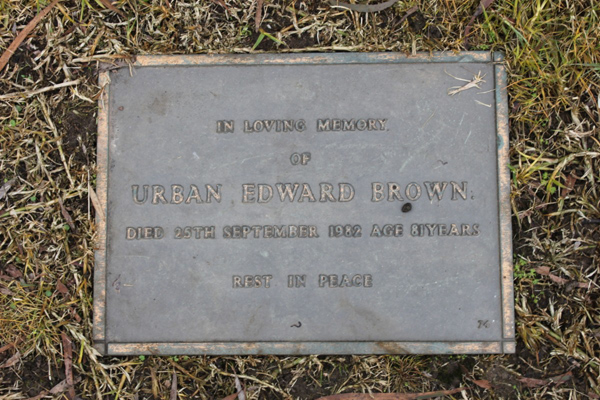 IN LOVING MEMORY
OF
URBAN EDWARD BROWN.
DIED 25TH SEPTEMBER 1982 AGE 81YEARS
REST IN PEACE